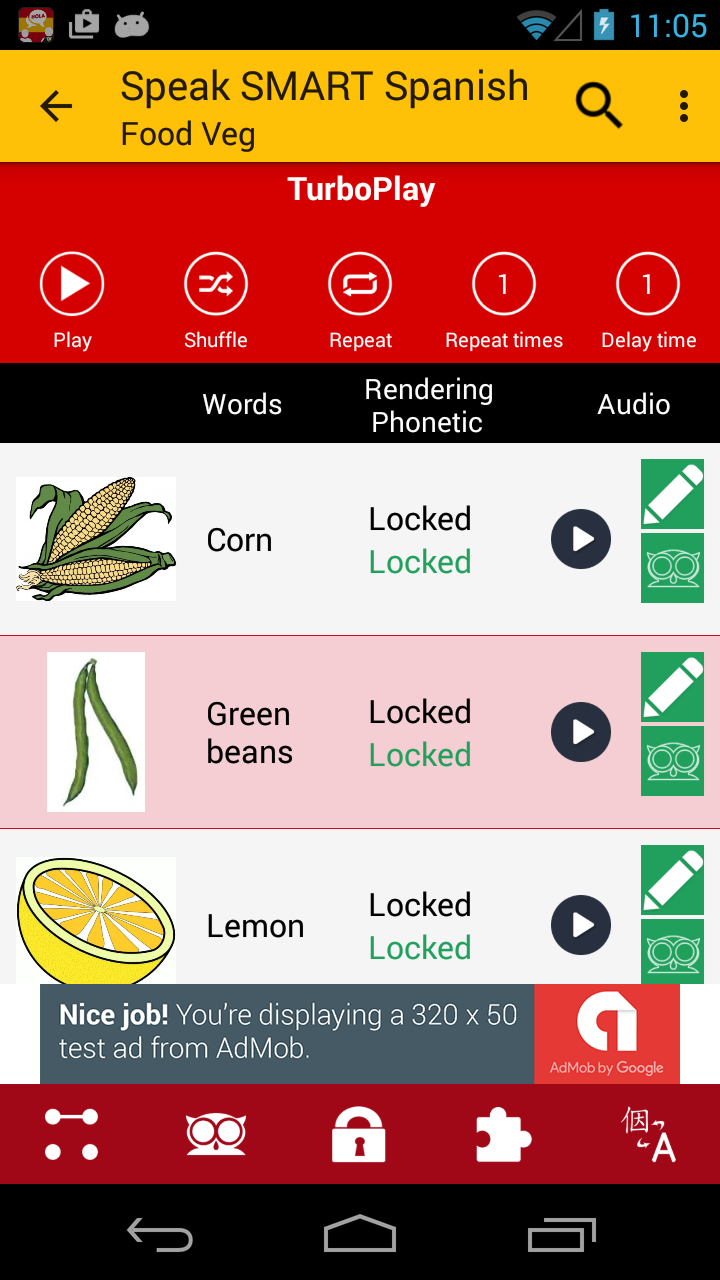 HOLA
11:05
Speak SMART Spanish
Food Veg
TurboPlay
1
1
Play
Shuffle
Repeat
Repeat times
Delay time
Words
Rendering
Phonetic
Audio
Corn
Locked
Locked
Green
beans
Locked
Locked
Lemon
Locked
Locked
Nice job! You're displaying a 320 x 50
test ad from AdMob.
AdMob by Google
個
A